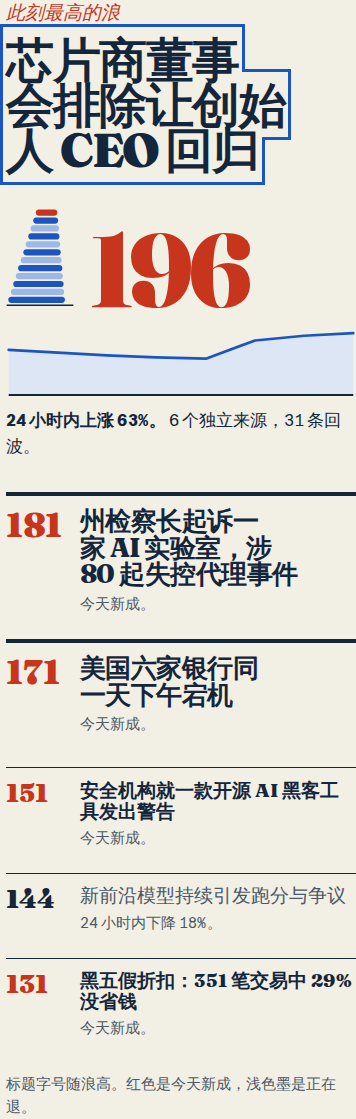 此刻最高的浪
芯片商董事
会排除让创始
人 CEO 回归
196
24 小时内上涨 63%。 6 个独立来源，31 条回
波。
181
州检察长起诉一
家 AI 实验室，涉
80 起失控代理事件
今天新成。
171
美国六家银行同
一天下午宕机
今天新成。
151
安全机构就一款开源 AI 黑客工
具发出警告
今天新成。
144
新前沿模型持续引发跑分与争议
24 小时内下降 18%。
131
黑五假折扣：351 笔交易中 29%
没省钱
今天新成。
标题字号随浪高。红色是今天新成，浅色墨是正在
退。